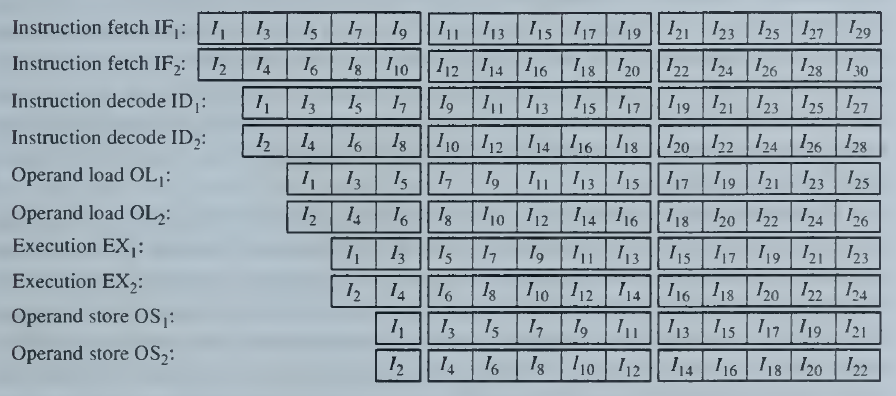 Instruction fetch IF₁: I₁ I₃ I₅ I₇ I₉ I₁₁ I₁₃ I₁₅ I₁₇ I₁₉ I₂₁ I₂₃ I₂₅ I₂₇ I₂₉
Instruction fetch IF₂: I₂ I₄ I₆ I₈ I₁₀ I₁₂ I₁₄ I₁₆ I₁₈ I₂₀ I₂₂ I₂₄ I₂₆ I₂₈ I₃₀
Instruction decode ID₁: I₁ I₃ I₅ I₇ I₉ I₁₁ I₁₃ I₁₅ I₁₇ I₁₉ I₂₁ I₂₃ I₂₅ I₂₇
Instruction decode ID₂: I₂ I₄ I₆ I₈ I₁₀ I₁₂ I₁₄ I₁₆ I₁₈ I₂₀ I₂₂ I₂₄ I₂₆ I₂₈
Operand load OL₁: I₁ I₃ I₅ I₇ I₉ I₁₁ I₁₃ I₁₅ I₁₇ I₁₉ I₂₁ I₂₃ I₂₅
Operand load OL₂: I₂ I₄ I₆ I₈ I₁₀ I₁₂ I₁₄ I₁₆ I₁₈ I₂₀ I₂₂ I₂₄ I₂₆
Execution EX₁: I₁ I₃ I₅ I₇ I₉ I₁₁ I₁₃ I₁₅ I₁₇ I₁₉ I₂₁ I₂₃
Execution EX₂: I₂ I₄ I₆ I₈ I₁₀ I₁₂ I₁₄ I₁₆ I₁₈ I₂₀ I₂₂ I₂₄
Operand store OS₁: I₁ I₃ I₅ I₇ I₉ I₁₁ I₁₃ I₁₅ I₁₇ I₁₉ I₂₁
Operand store OS₂: I₂ I₄ I₆ I₈ I₁₀ I₁₂ I₁₄ I₁₆ I₁₈ I₂₀ I₂₂